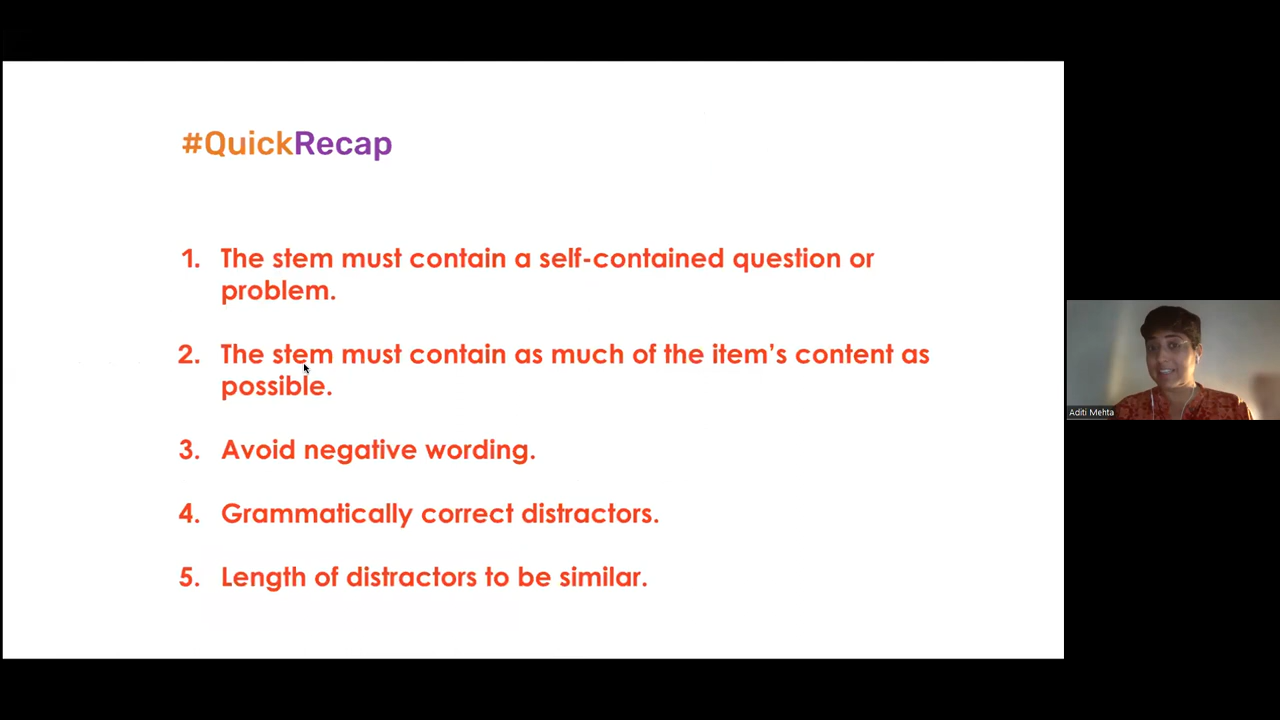 #QuickRecap
1. The stem must contain a self-contained question or
problem.
2. The stem must contain as much of the item's content as
possible.
3. Avoid negative wording.
4. Grammatically correct distractors.
5. Length of distractors to be similar.
Aditi Mehta